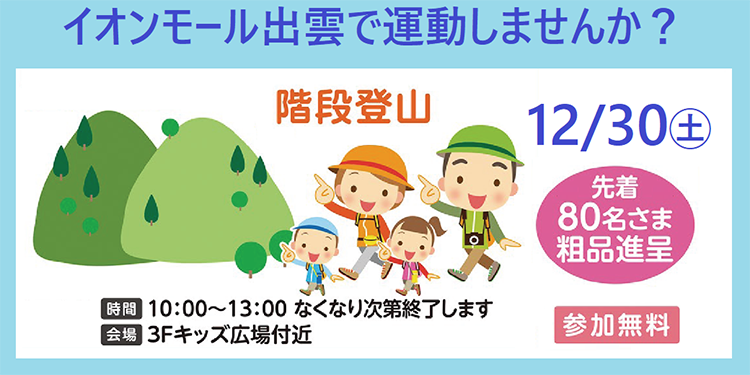 イオンモール出雲で運動しませんか？
階段登山
12/30㊏
先着
80名さま
粗品進呈
時間 10:00～13:00 なくなり次第終了します
会場 3Fキッズ広場付近
参加無料